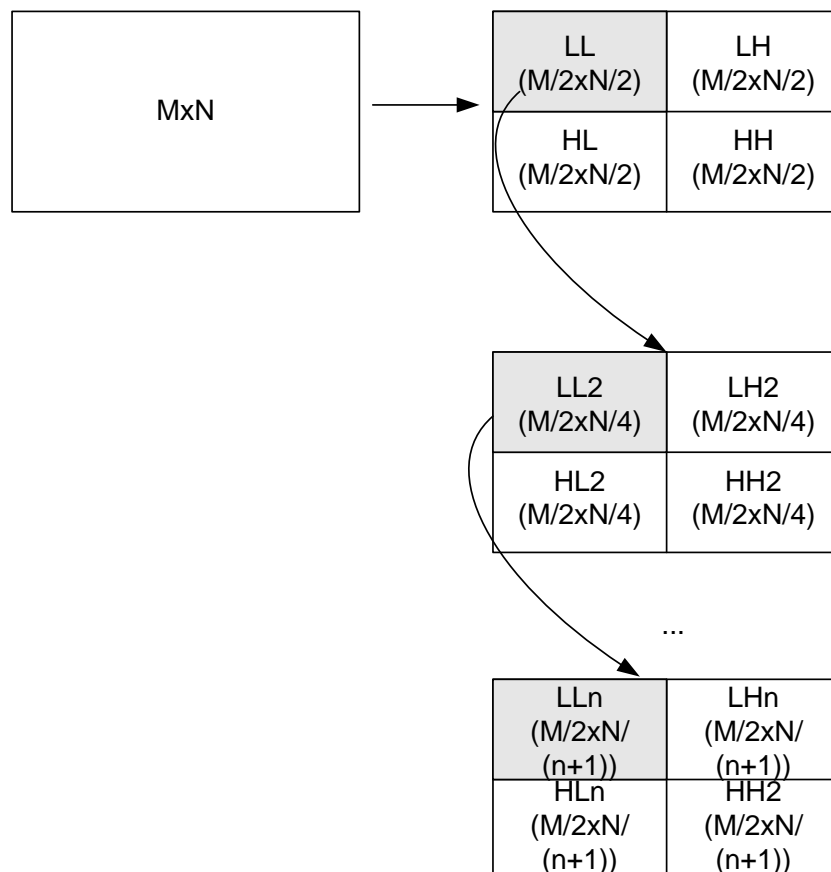 MxN
LL
(M/2xN/2)
LH
(M/2xN/2)
HL
(M/2xN/2)
HH
(M/2xN/2)
LL2
(M/2xN/4)
LH2
(M/2xN/4)
HL2
(M/2xN/4)
HH2
(M/2xN/4)
...
LLn
(M/2xN/
(n+1))
LHn
(M/2xN/
(n+1))
HLn
(M/2xN/
(n+1))
HH2
(M/2xN/
(n+1))